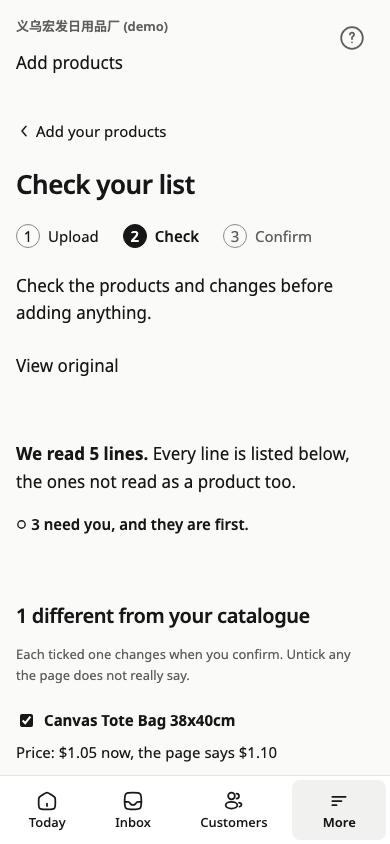 义乌宏发日用品厂 (demo)
Add products
Add your products
Check your list
1 Upload 2 Check 3 Confirm
Check the products and changes before
adding anything.
View original
We read 5 lines. Every line is listed below,
the ones not read as a product too.
3 need you, and they are first.
1 different from your catalogue
Each ticked one changes when you confirm. Untick any
the page does not really say.
Canvas Tote Bag 38x40cm
Price: $1.05 now, the page says $1.10
Today Inbox Customers More